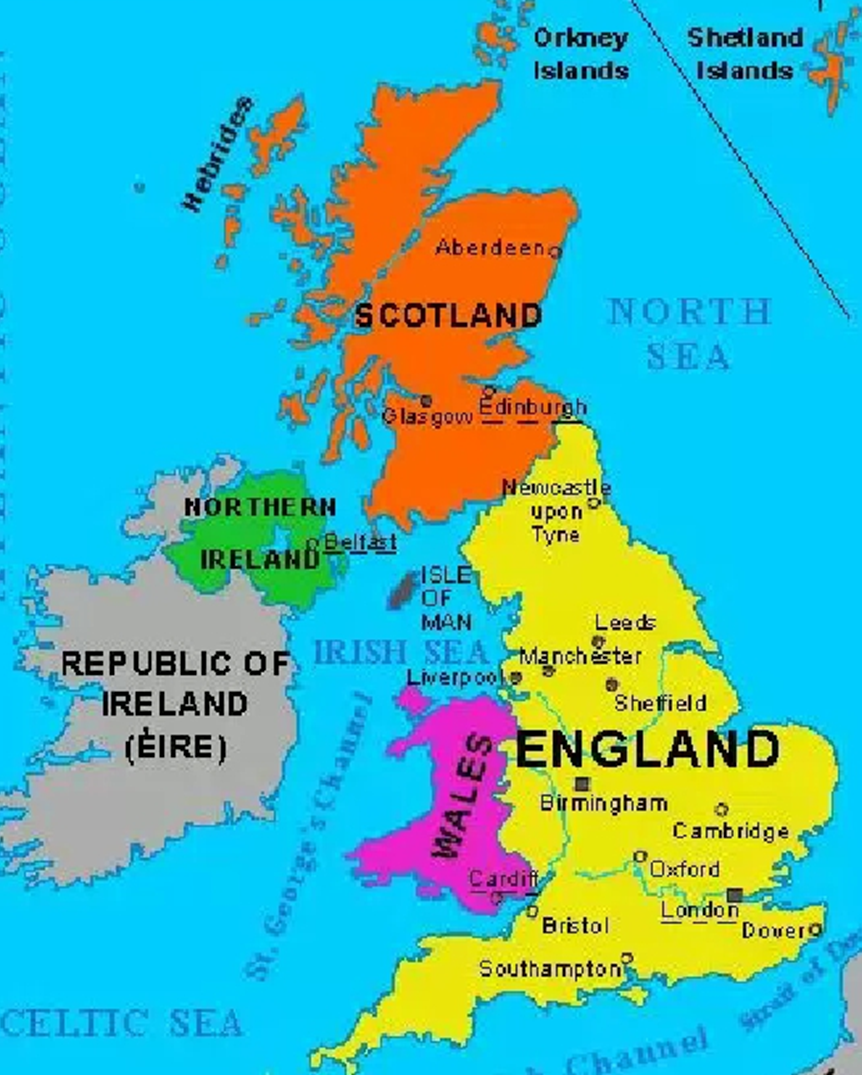 Orkney
Islands
Shetland
Islands
Hebrides
Aberdeen
SCOTLAND
NORTH
SEA
Glasgow
Edinburgh
NORTHERN
IRELAND
Belfast
Newcastle
upon
Tyne
ISLE
OF
MAN
IRISH SEA
Leeds
Manchester
Liverpool
Sheffield
REPUBLIC OF
IRELAND
(ÉIRE)
St. George's Channel
WALES
ENGLAND
Birmingham
Cambridge
Cardiff
Oxford
London
Bristol
Dover
Southampton
CELTIC SEA
Channel
Strait of